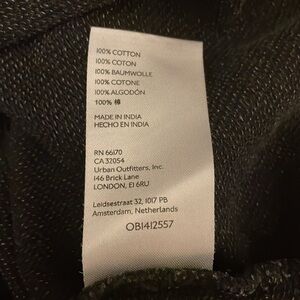 100% COTTON
100% COTON
100% BAUMWOLLE
100% COTONE
100% ALGODÓN
100% 棉
MADE IN INDIA
HECHO EN INDIA
RN 66170
CA 32054
Urban Outfitters, Inc.
146 Brick Lane
LONDON, E1 6RU
Leidsestraat 32, 1017 PB
Amsterdam, Netherlands
OB1412557